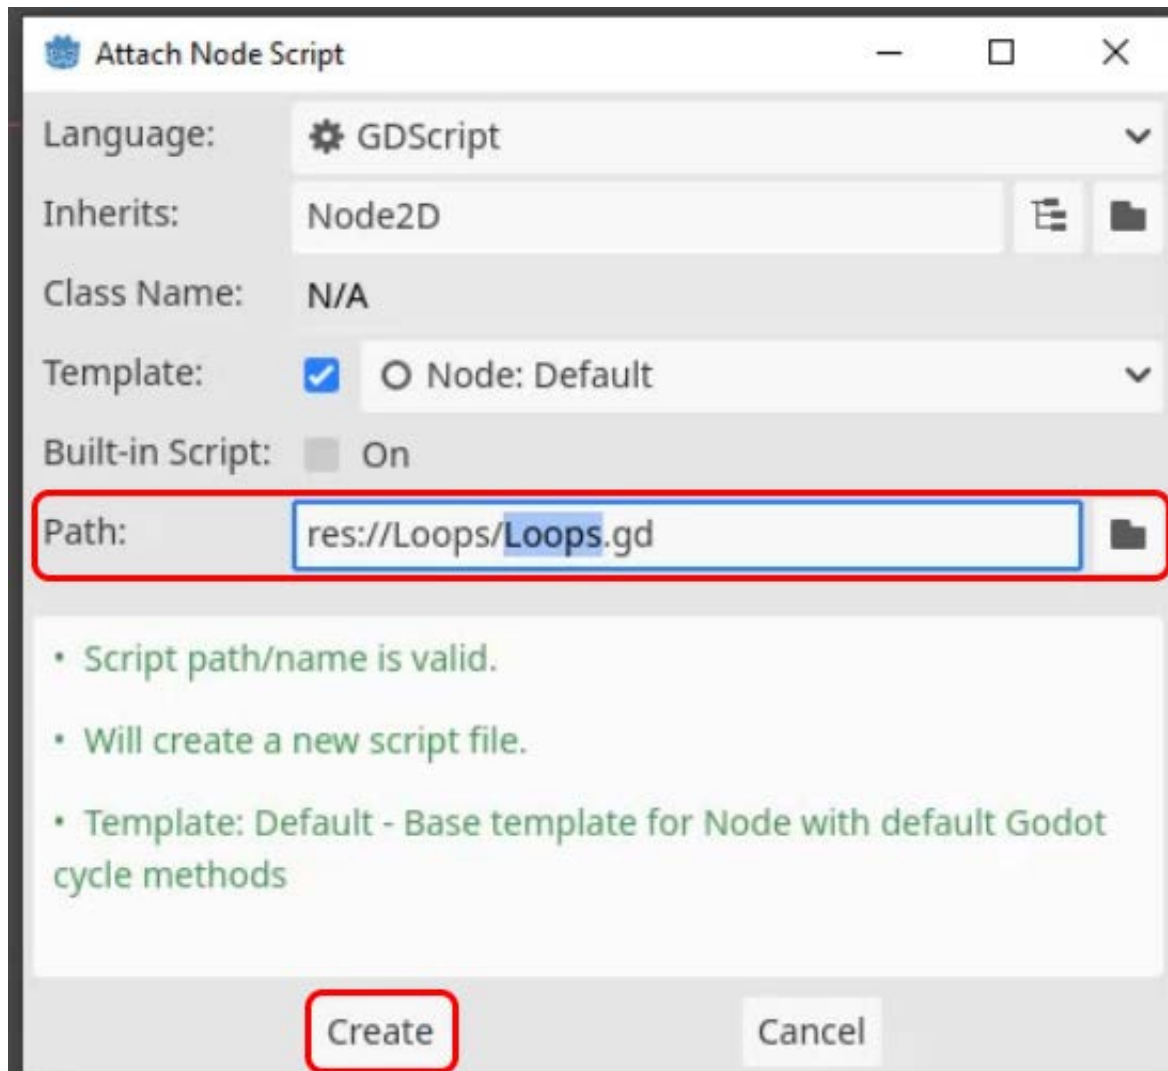 Attach Node Script
Language: GDScript
Inherits: Node2D
Class Name: N/A
Template: Node: Default
Built-in Script: On
Path: res://Loops/Loops.gd
• Script path/name is valid.
• Will create a new script file.
• Template: Default - Base template for Node with default Godot
cycle methods
Create Cancel